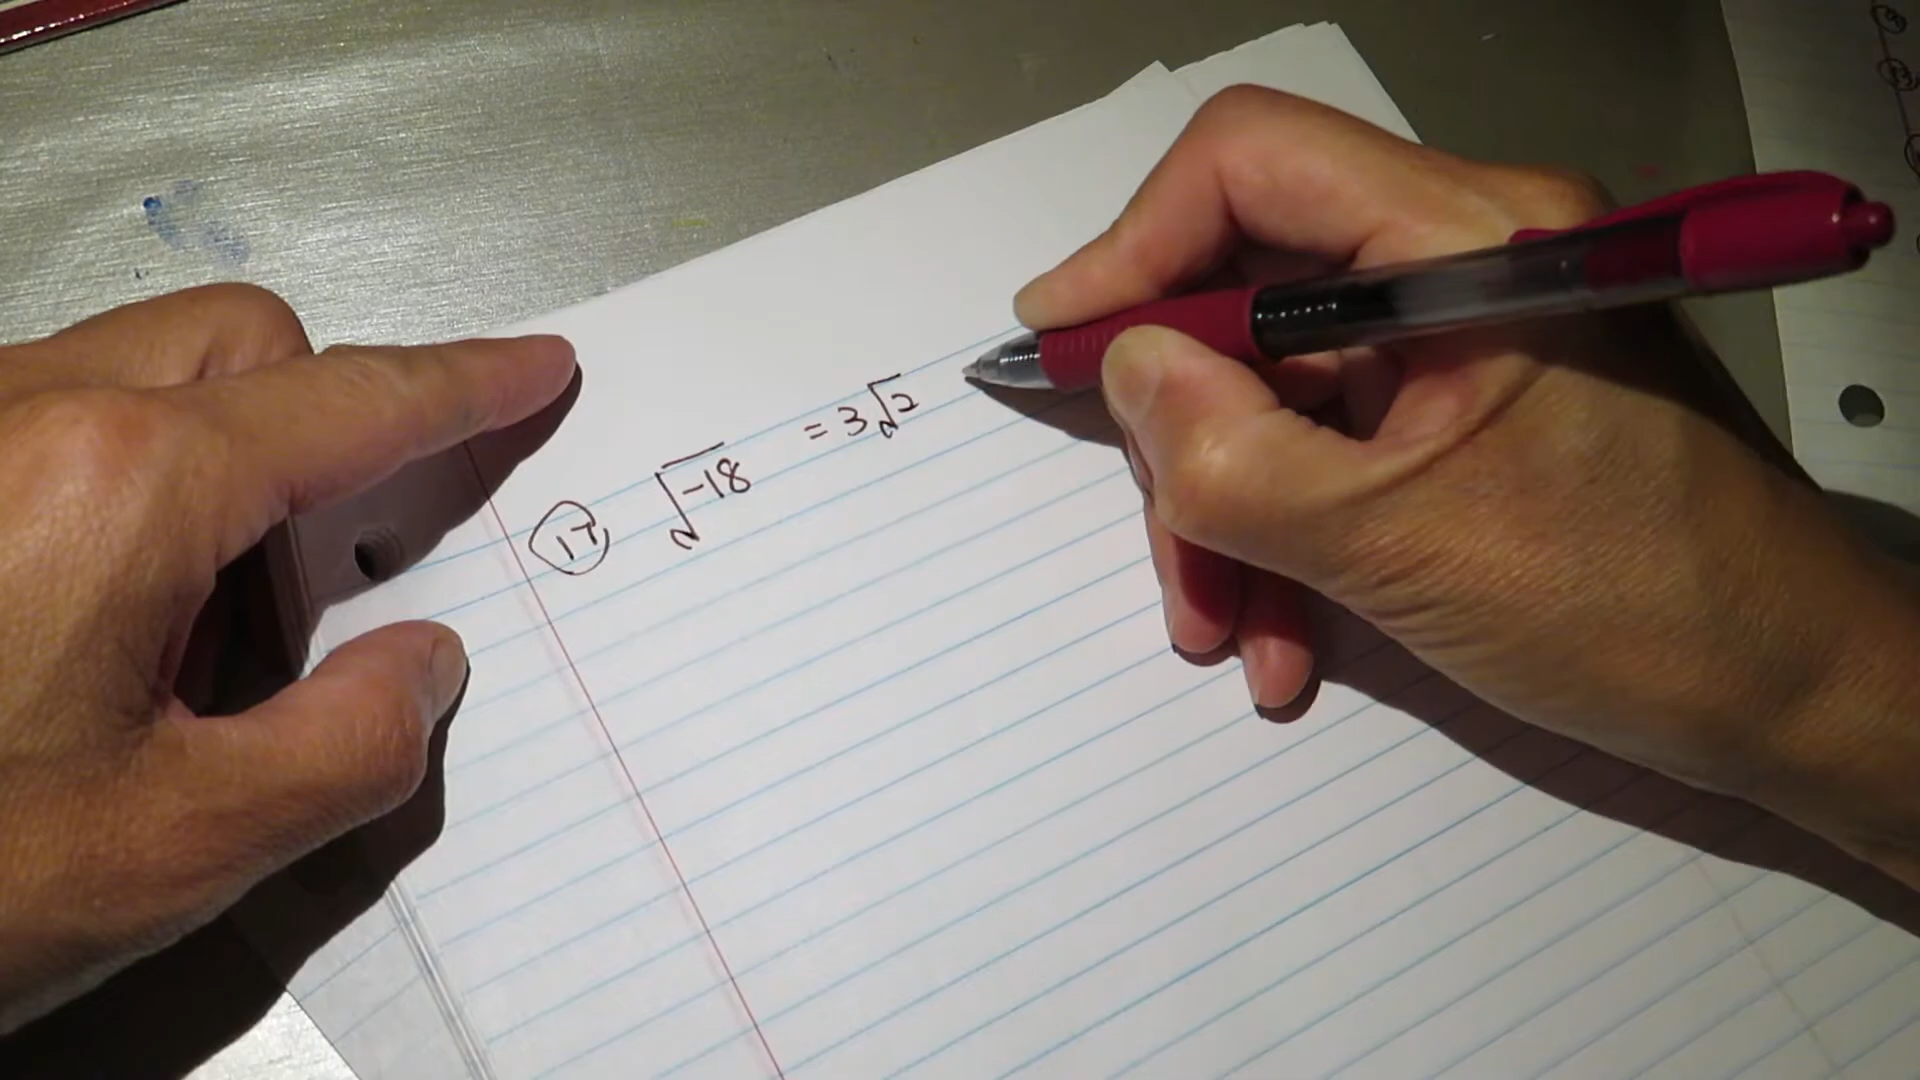 ⑰ √-18 = 3√2